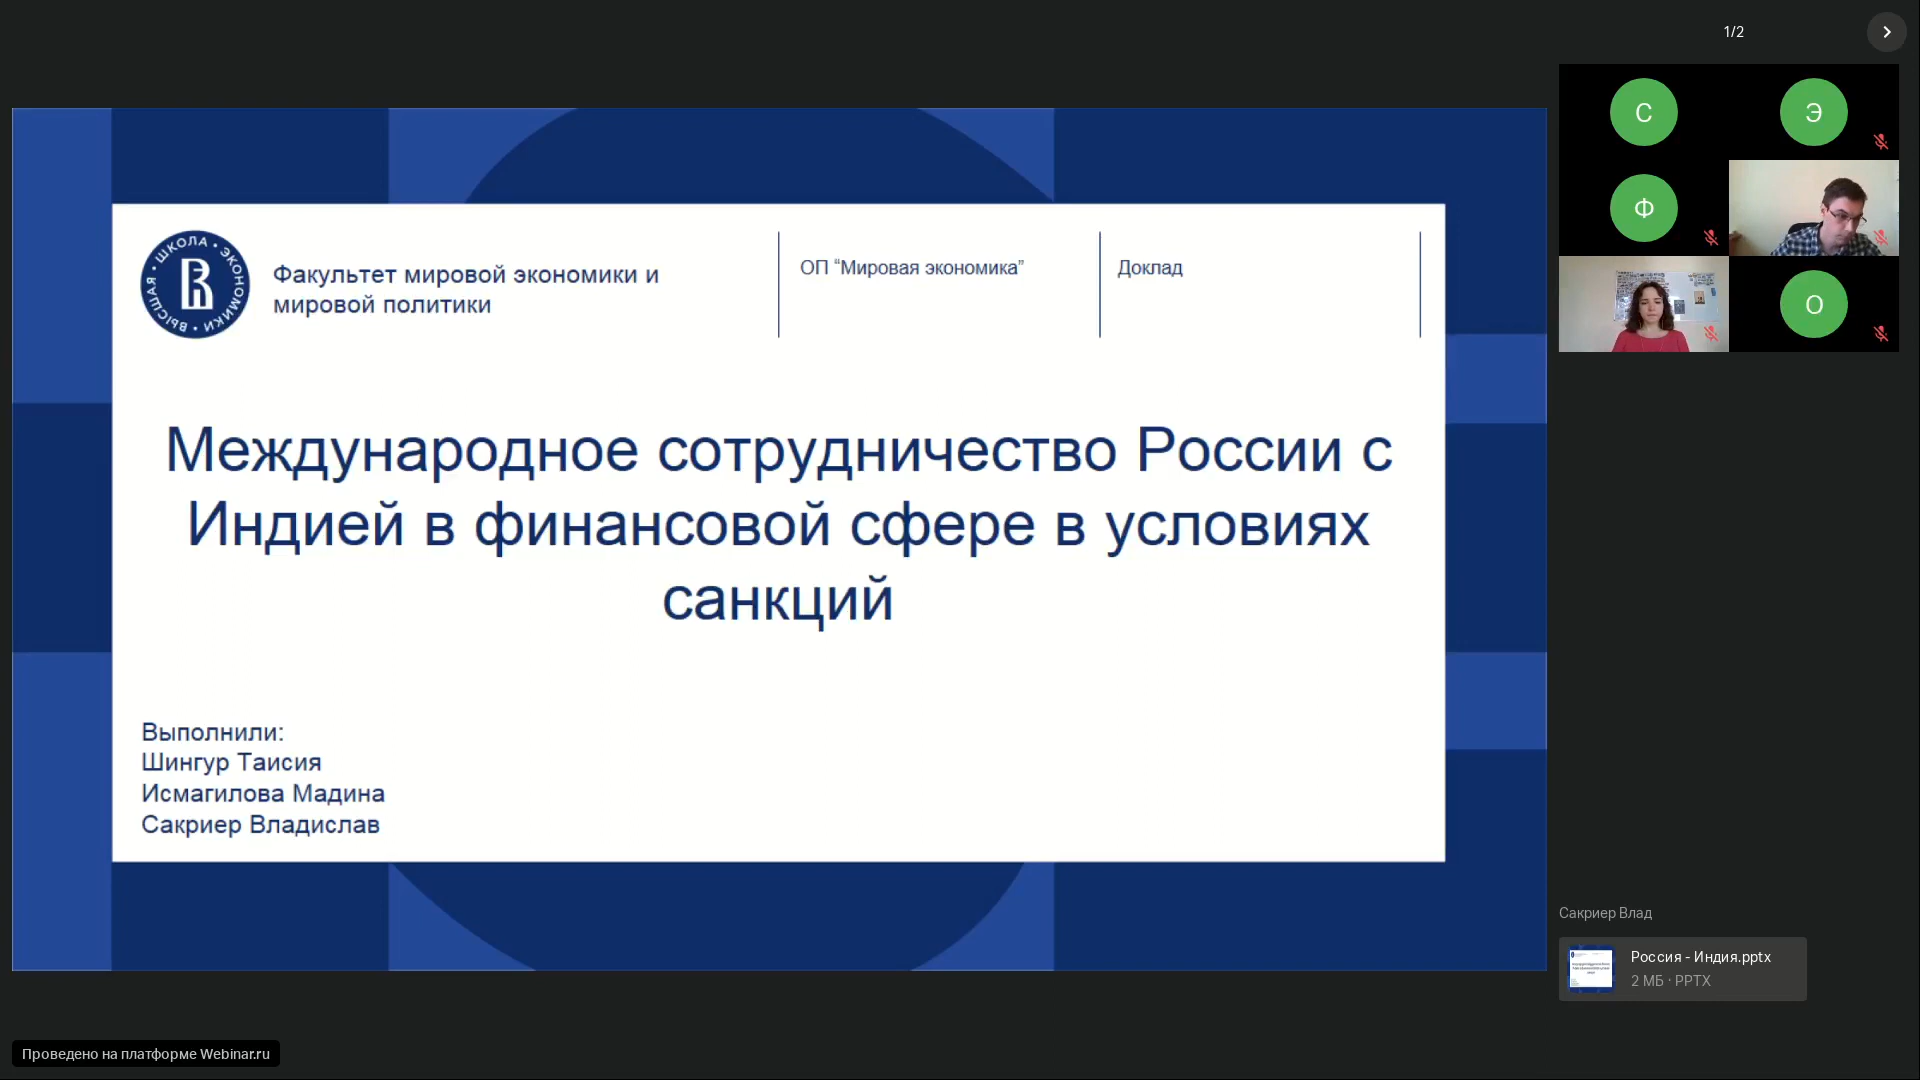 1/2
С
Э
Ф
О
ВЫСШАЯ • ШКОЛА • ЭКОНОМИКИ •
Факультет мировой экономики и
мировой политики
ОП “Мировая экономика”
Доклад
Международное сотрудничество России с
Индией в финансовой сфере в условиях
санкций
Выполнили:
Шингур Таисия
Исмагилова Мадина
Сакриер Владислав
Сакриер Влад
Россия - Индия.pptx
2 МБ · PPTX
Проведено на платформе Webinar.ru